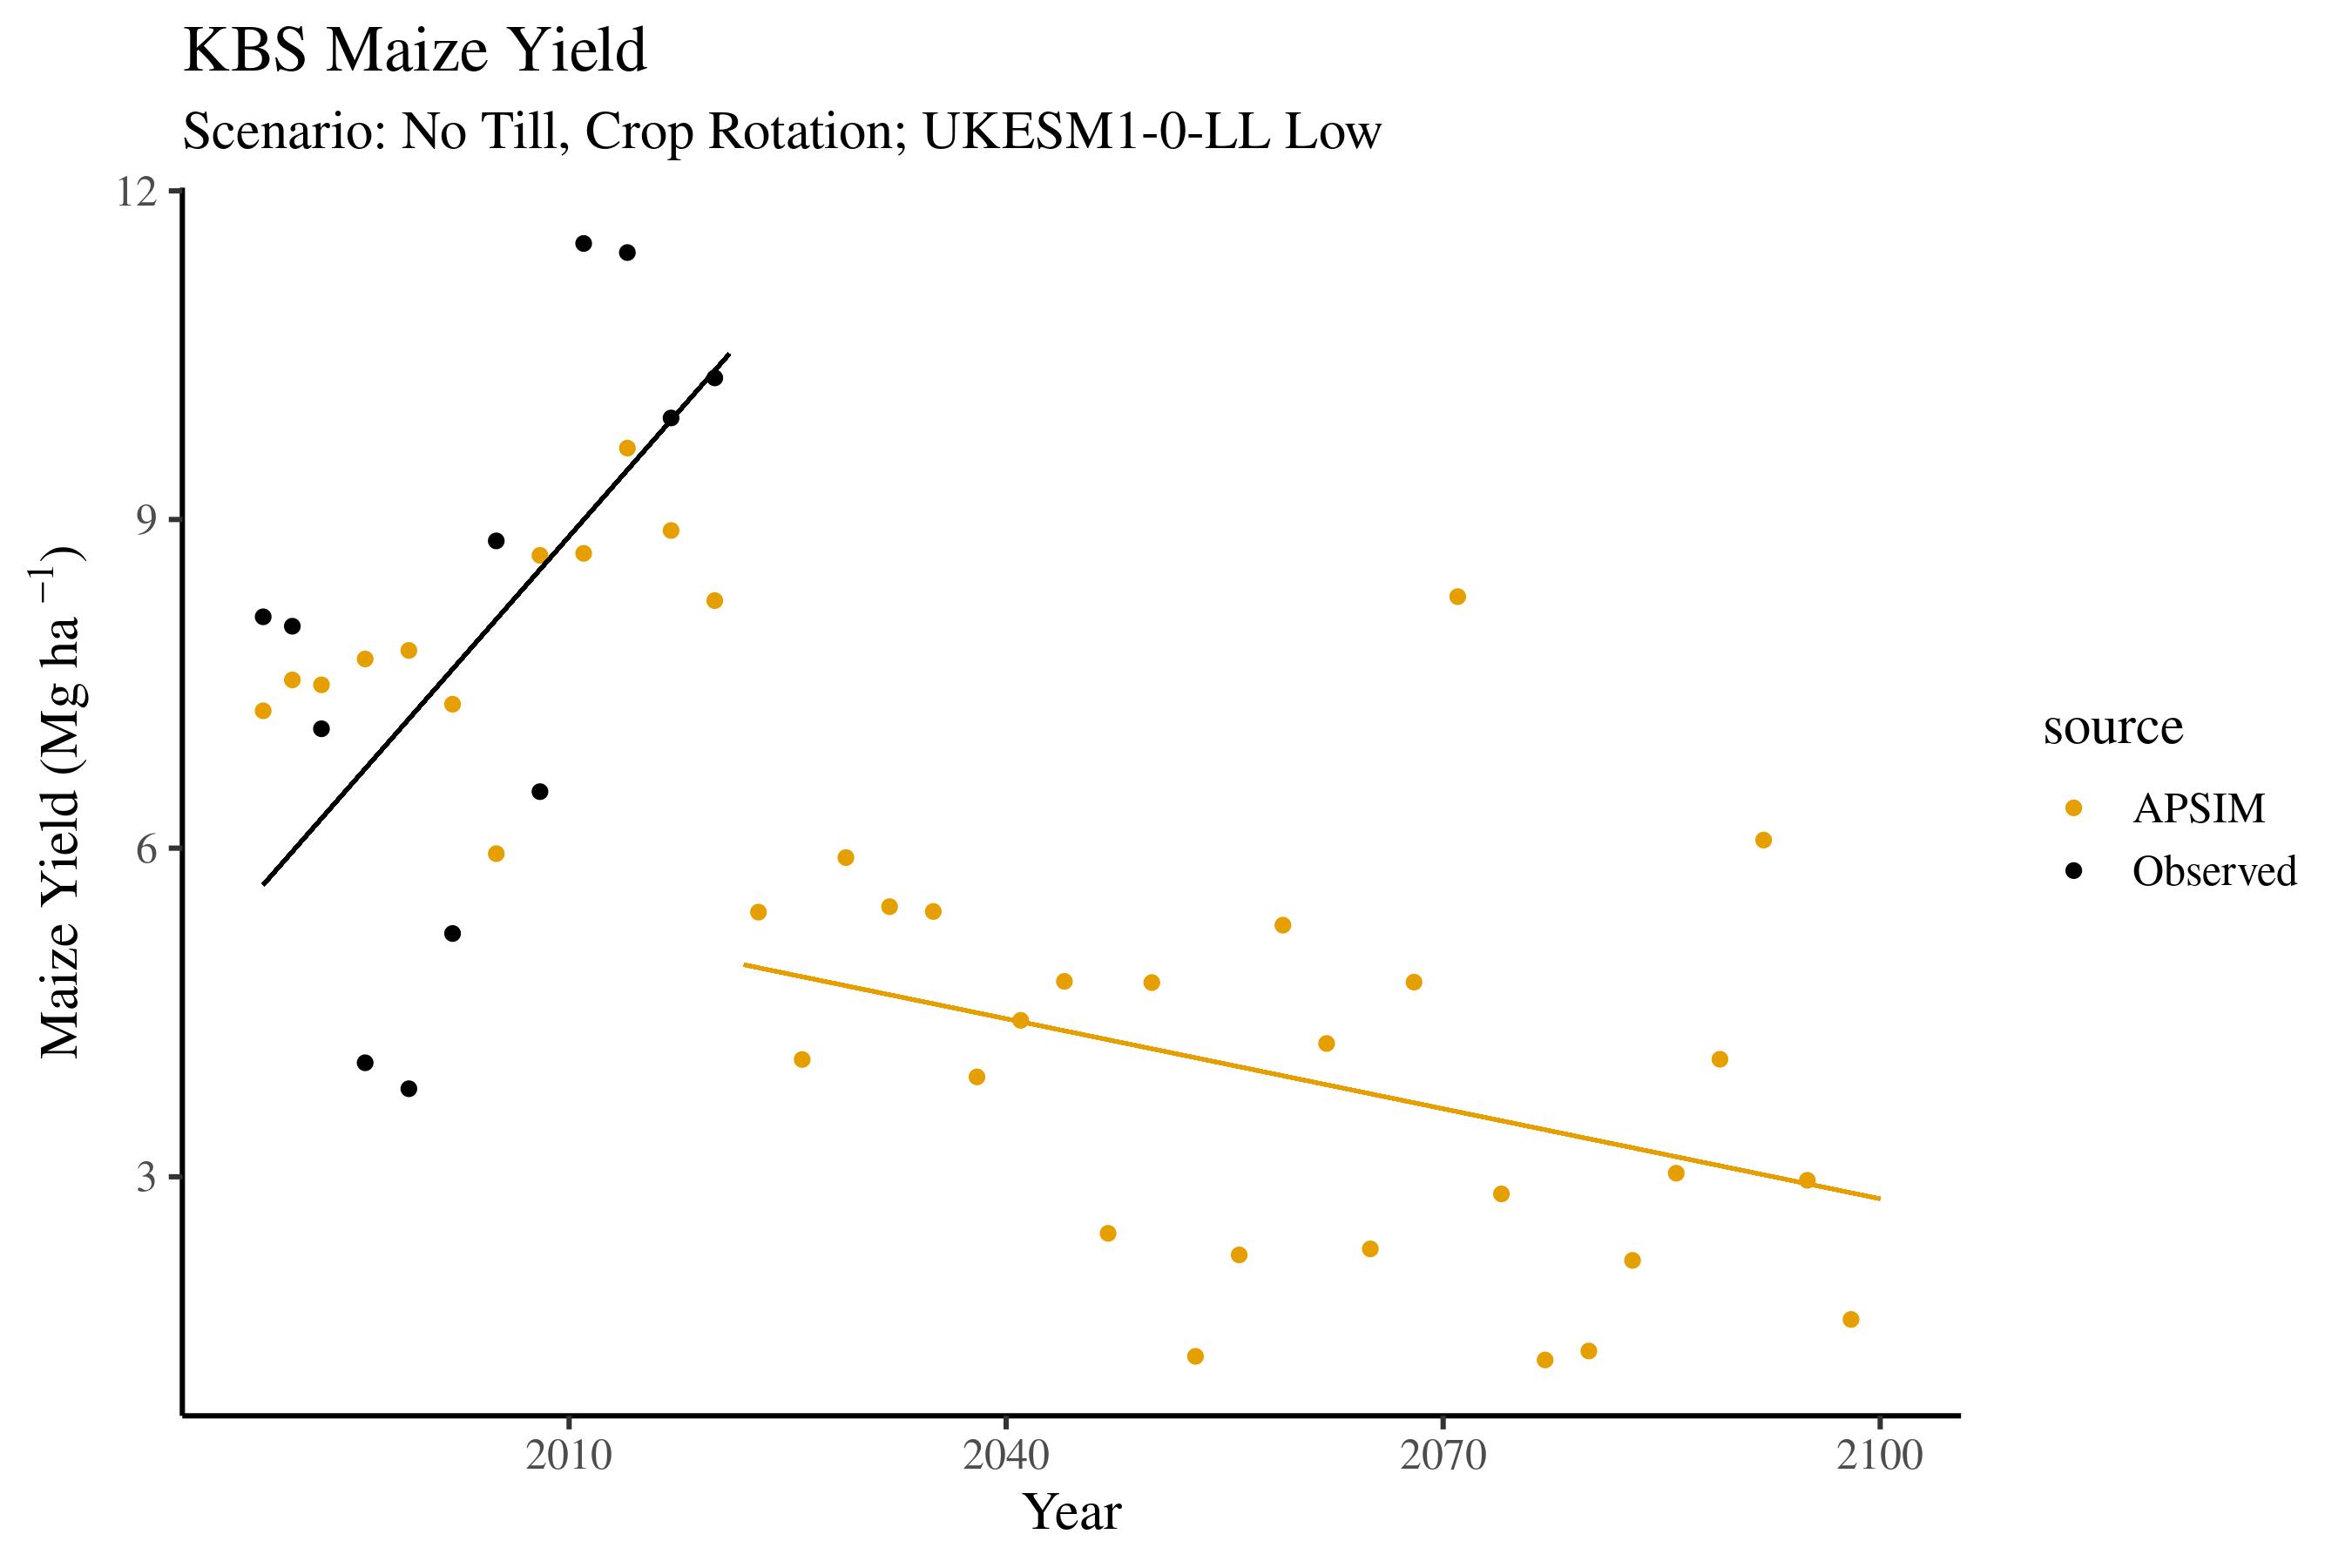 KBS Maize Yield
Scenario: No Till, Crop Rotation; UKESM1-0-LL Low
12
9
6
3
Maize Yield (Mg ha ⁻¹)
2010 2040 2070 2100
Year
source
APSIM
Observed